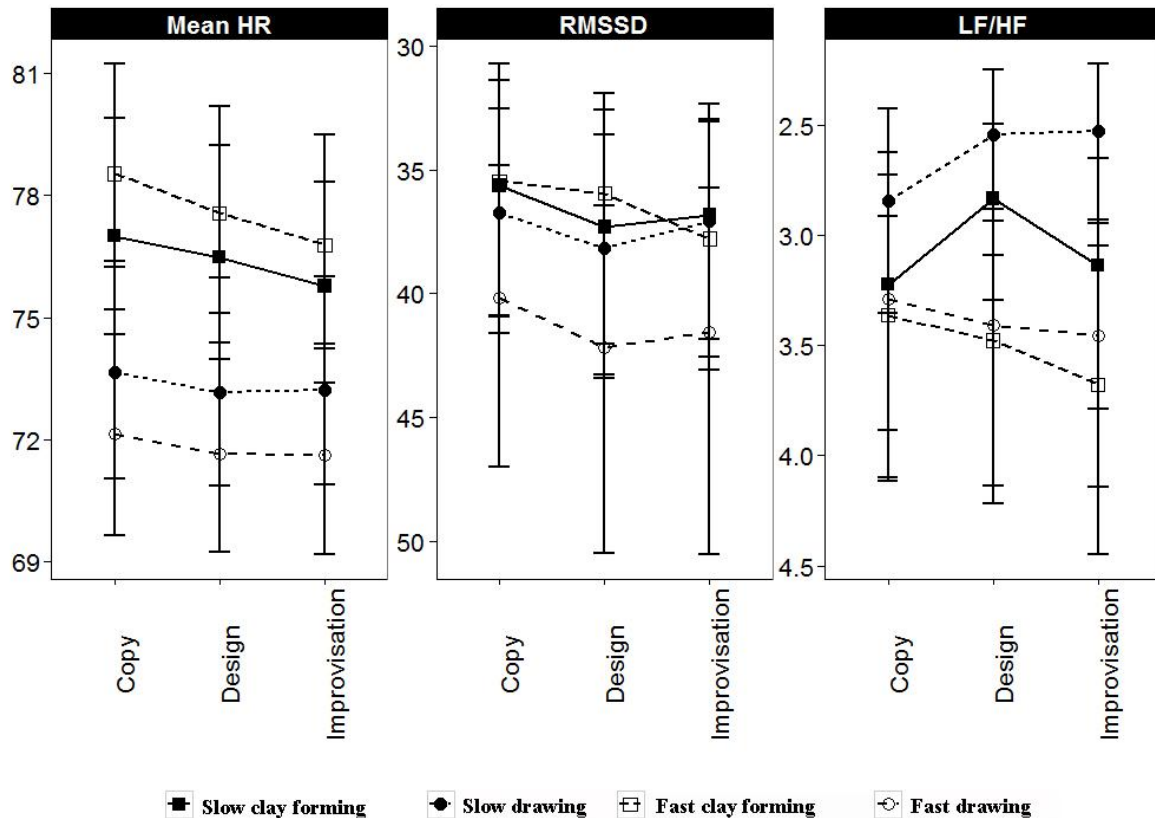 Mean HR
RMSSD
LF/HF
81
78
75
72
69
30
35
40
45
50
2.5
3.0
3.5
4.0
4.5
Copy
Design
Improvisation
Copy
Design
Improvisation
Copy
Design
Improvisation
Slow clay forming
Slow drawing
Fast clay forming
Fast drawing